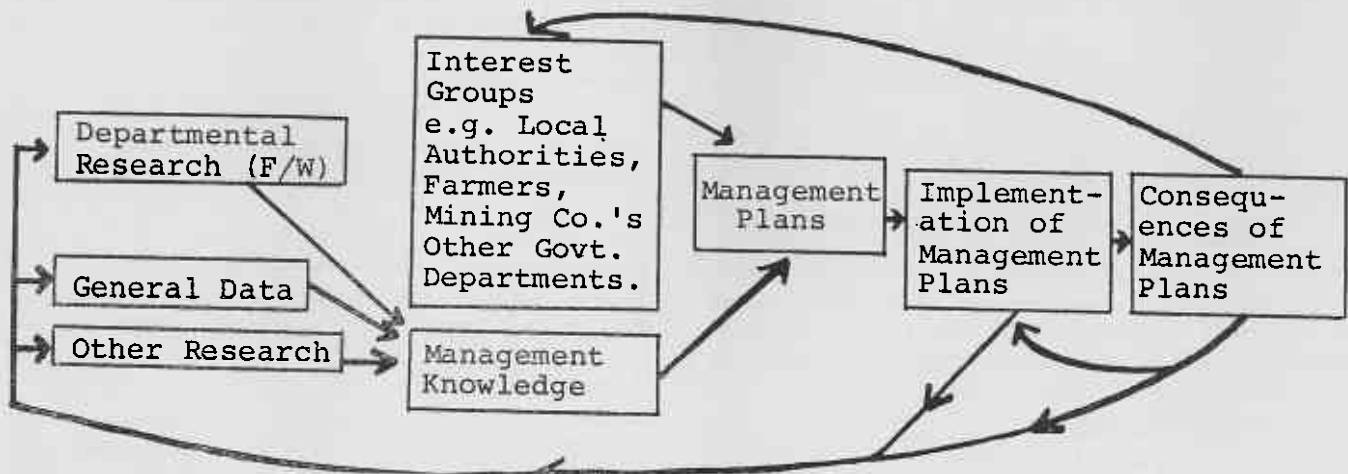 Departmental
Research (F/W)
General Data
Other Research
Interest
Groups
e.g. Local
Authorities,
Farmers,
Mining Co.'s
Other Govt.
Departments.
Management
Knowledge
Management
Plans
Implement-
ation of
Management
Plans
Consequ-
ences of
Management
Plans